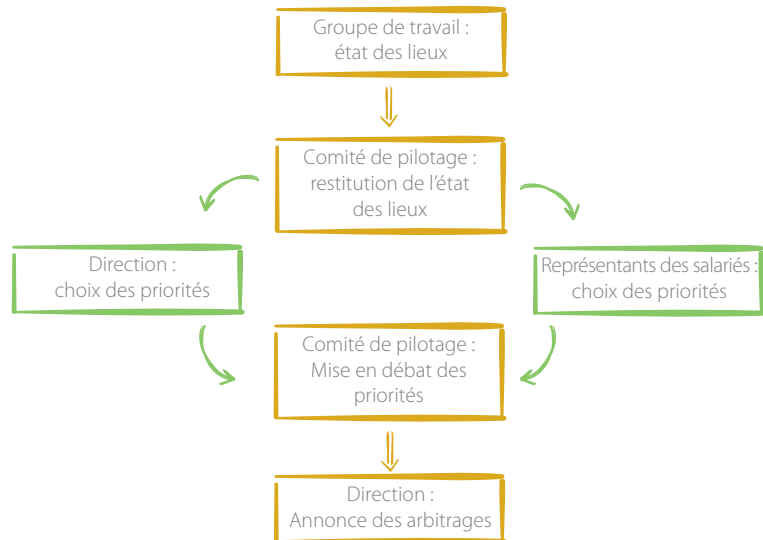 Groupe de travail :
état des lieux
Comité de pilotage :
restitution de l'état
des lieux
Direction :
choix des priorités
Représentants des salariés :
choix des priorités
Comité de pilotage :
Mise en débat des
priorités
Direction :
Annonce des arbitrages